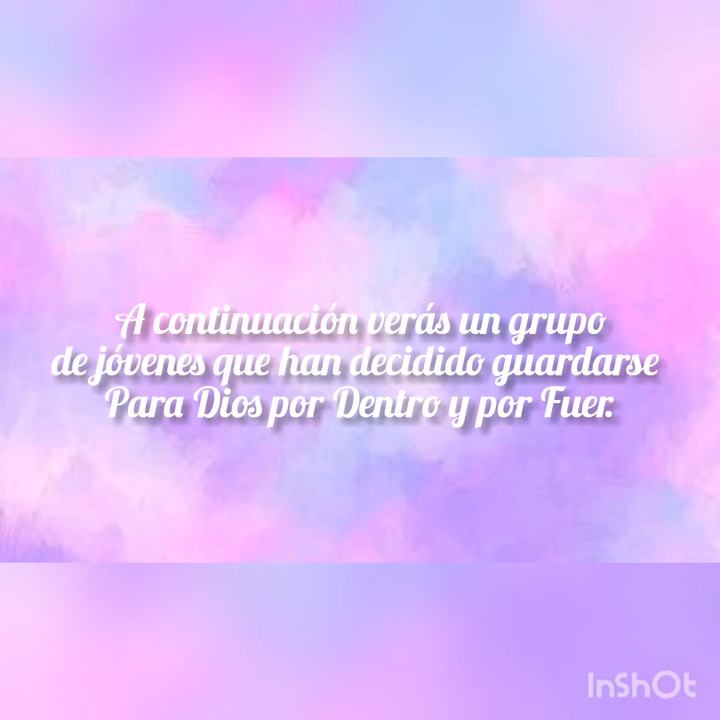 A continuación verás un grupo
de jóvenes que han decidido guardarse
Para Dios por Dentro y por Fuer.
InShOt